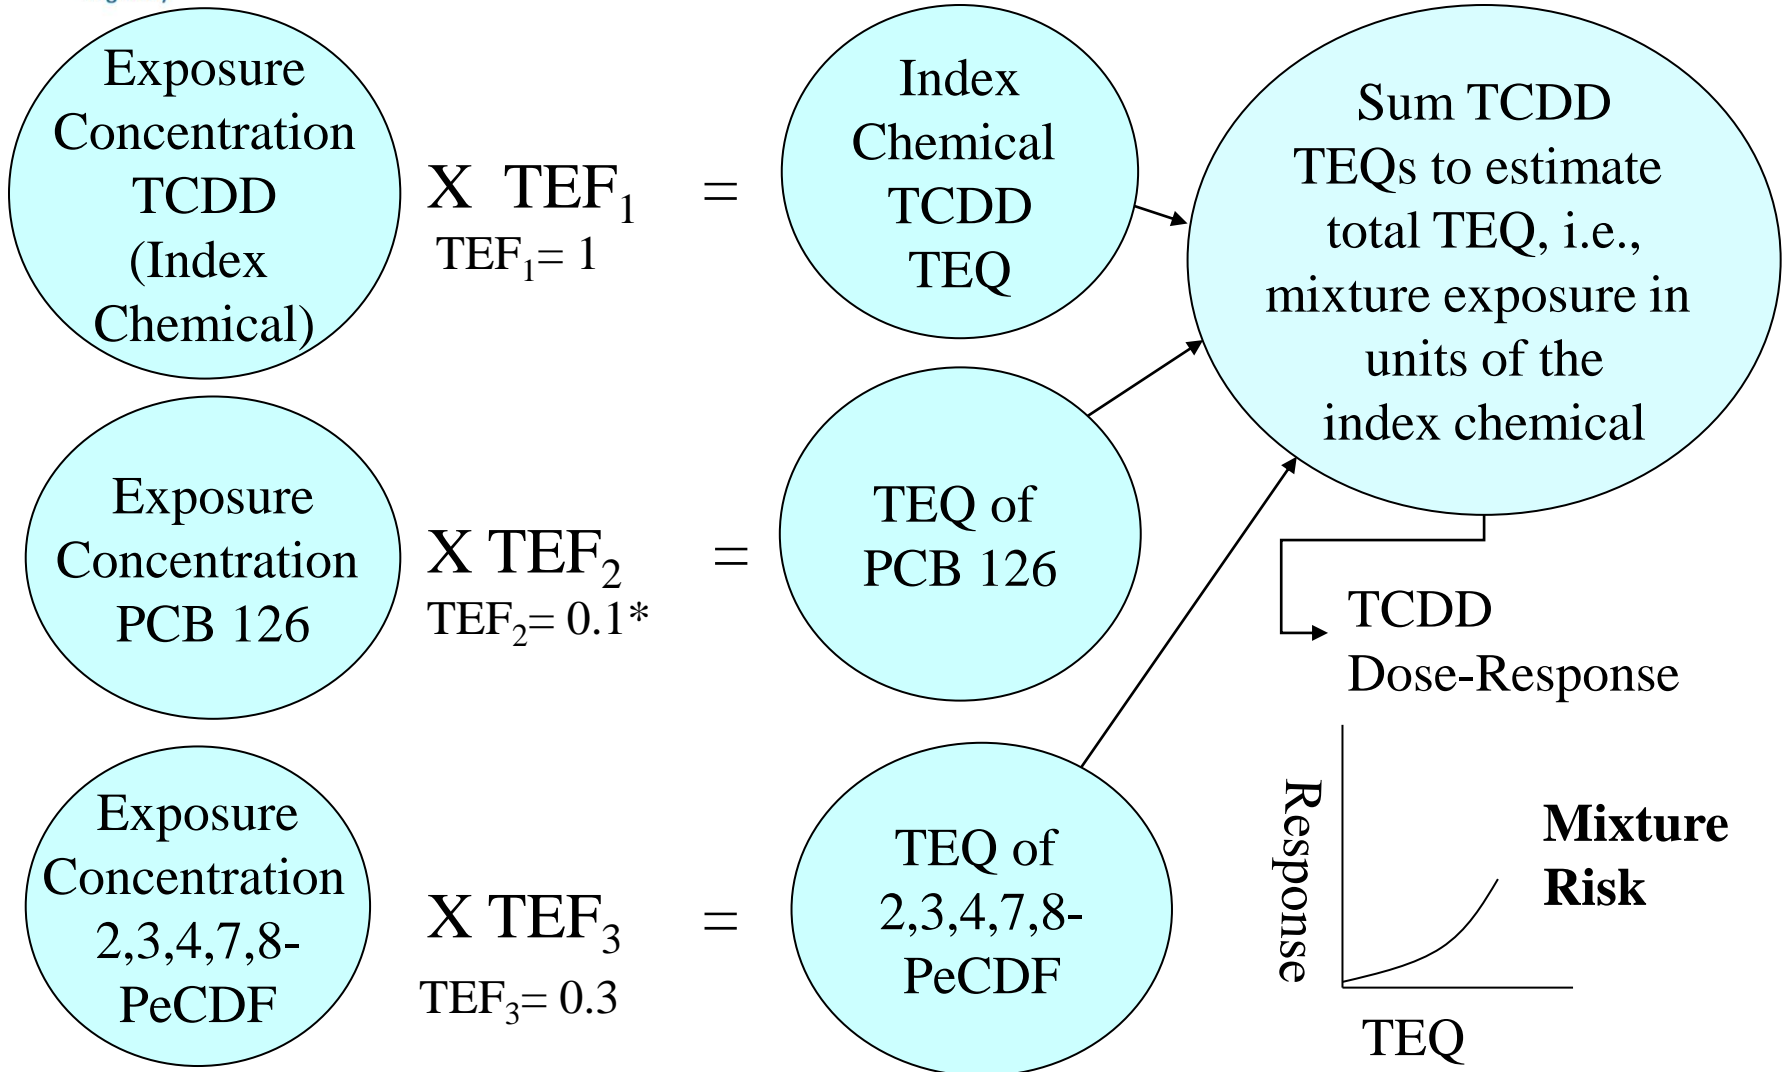 Exposure
Concentration
TCDD
(Index
Chemical)
X TEF₁ =
TEF₁= 1
Index
Chemical
TCDD
TEQ
Sum TCDD
TEQs to estimate
total TEQ, i.e.,
mixture exposure in
units of the
index chemical
Exposure
Concentration
PCB 126
X TEF₂ =
TEF₂= 0.1*
TEQ of
PCB 126
TCDD
Dose-Response
Exposure
Concentration
2,3,4,7,8-
PeCDF
X TEF₃ =
TEF₃= 0.3
TEQ of
2,3,4,7,8-
PeCDF
Response
TEQ
Mixture
Risk